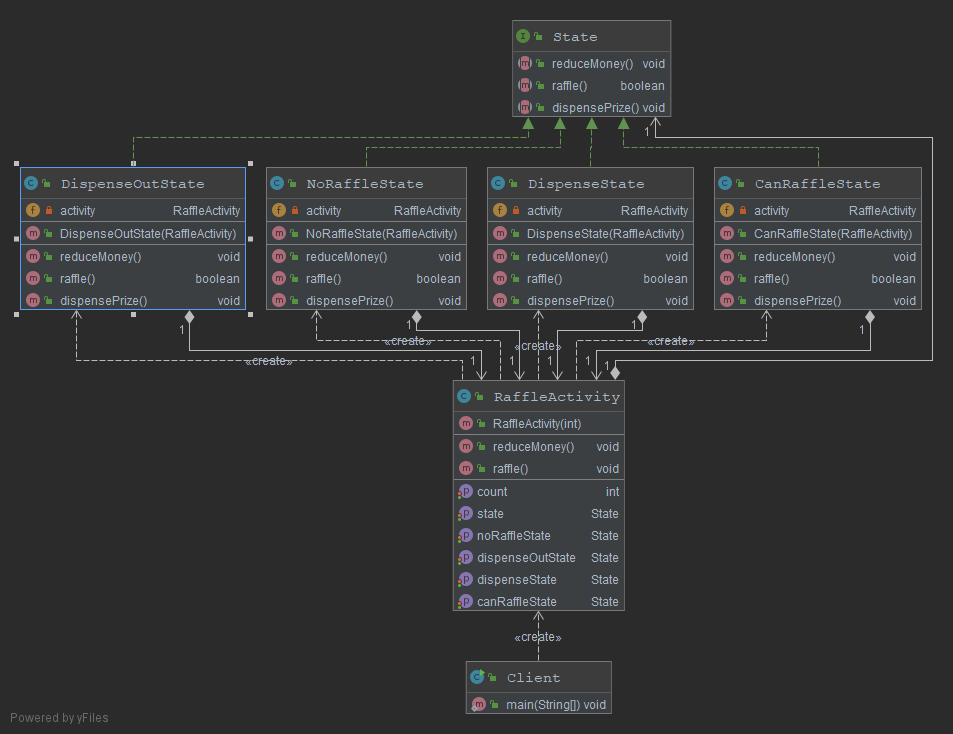 State
reduceMoney() void
raffle() boolean
dispensePrize() void
1
DispenseOutState
activity RaffleActivity
DispenseOutState(RaffleActivity)
reduceMoney() void
raffle() boolean
dispensePrize() void
NoRaffleState
activity RaffleActivity
NoRaffleState(RaffleActivity)
reduceMoney() void
raffle() boolean
dispensePrize() void
DispenseState
activity RaffleActivity
DispenseState(RaffleActivity)
reduceMoney() void
raffle() boolean
dispensePrize() void
CanRaffleState
activity RaffleActivity
CanRaffleState(RaffleActivity)
reduceMoney() void
raffle() boolean
dispensePrize() void
1 1 1 1
«create» «create» «create»
«create» 1 1 1 1 1
RaffleActivity
RaffleActivity(int)
reduceMoney() void
raffle() void
count int
state State
noRaffleState State
dispenseOutState State
dispenseState State
canRaffleState State
«create»
Client
main(String[]) void
Powered by yFiles